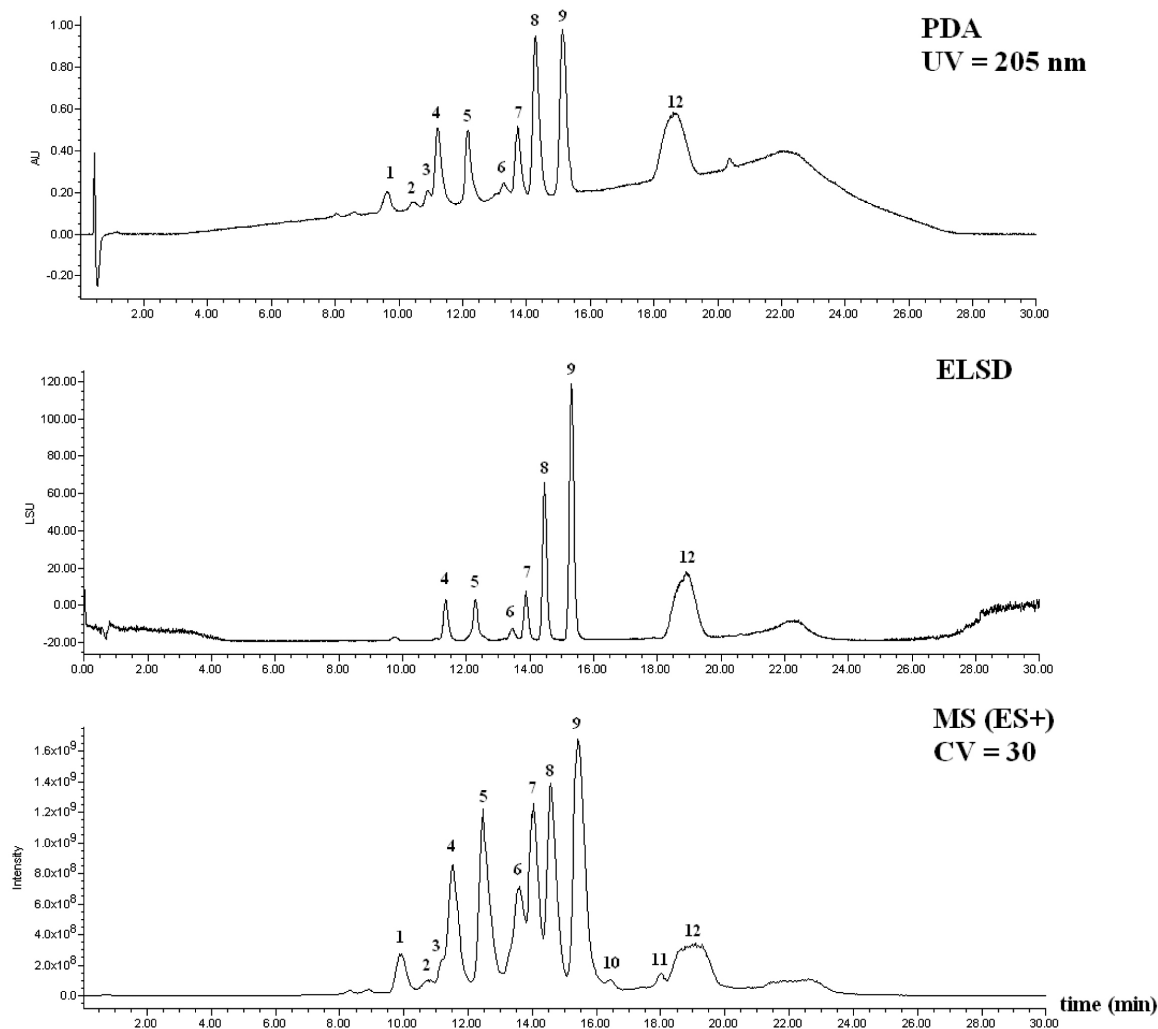 PDA
UV = 205 nm
1.00
0.80
0.60
0.40
0.20
0.00
-0.20
AU
1 2 3 4 5 6 7 8 9 12
2.00 4.00 6.00 8.00 10.00 12.00 14.00 16.00 18.00 20.00 22.00 24.00 26.00 28.00 30.00
ELSD
120.00
100.00
80.00
60.00
40.00
20.00
0.00
-20.00
LSU
4 5 6 7 8 9 12
0.00 2.00 4.00 6.00 8.00 10.00 12.00 14.00 16.00 18.00 20.00 22.00 24.00 26.00 28.00 30.00
MS (ES+)
CV = 30
1.6x10⁹
1.4x10⁹
1.2x10⁹
1.0x10⁹
8.0x10⁸
6.0x10⁸
4.0x10⁸
2.0x10⁸
0.0
Intensity
1 2 3 4 5 6 7 8 9 10 11 12
2.00 4.00 6.00 8.00 10.00 12.00 14.00 16.00 18.00 20.00 22.00 24.00 26.00 28.00 30.00
time (min)